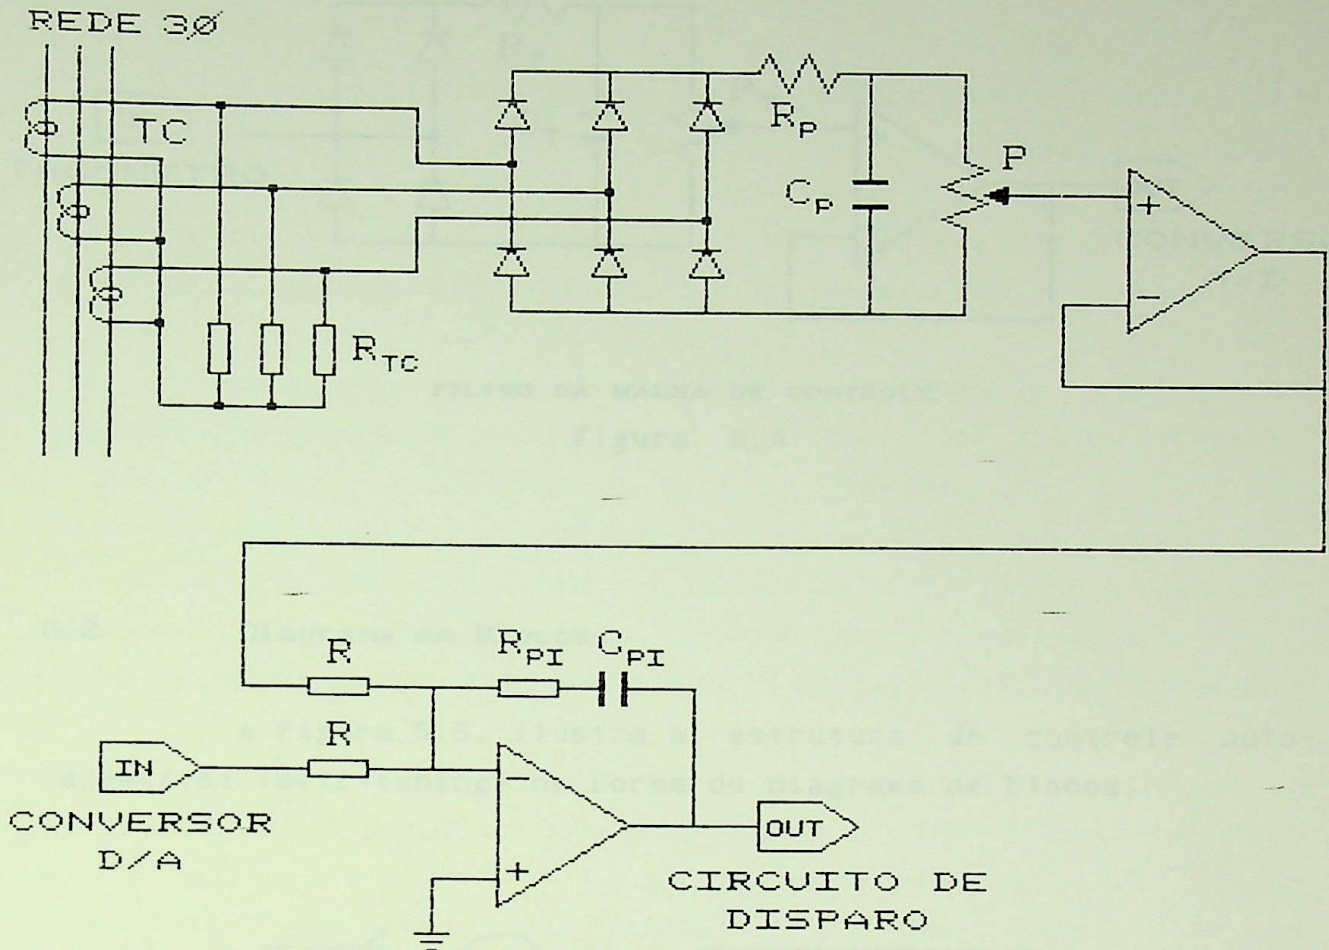 REDE 3Ø
TC
R_P
P
C_P
+
−
R_TC
R
R_PI C_PI
R
IN
−
+
OUT
CONVERSOR
D/A
CIRCUITO DE
DISPARO